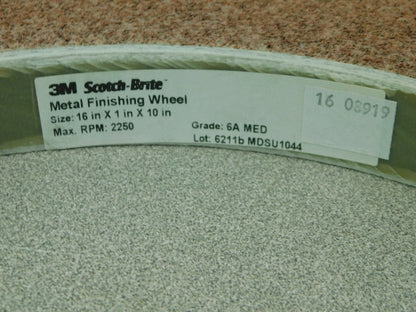 3M Scotch-Brite™
Metal Finishing Wheel
Size: 16 in X 1 in X 10 in
Max. RPM: 2250
Grade: 6A MED
Lot: 6211b MDSU1044
16 08919